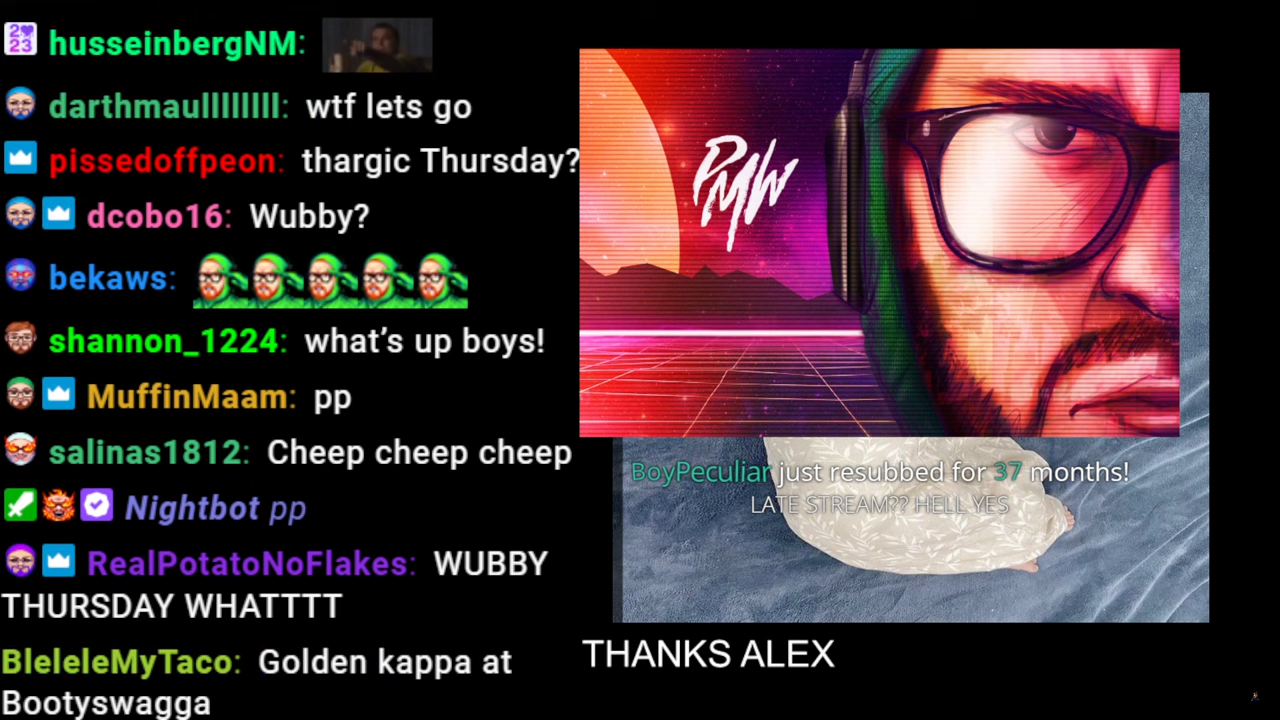 2023 husseinbergNM:
darthmaullllllll: wtf lets go
pissedoffpeon: thargic Thursday?
dcobo16: Wubby?
bekaws:
shannon_1224: what’s up boys!
MuffinMaam: pp
salinas1812: Cheep cheep cheep
Nightbot pp
RealPotatoNoFlakes: WUBBY
THURSDAY WHATTTT
BleleleMyTaco: Golden kappa at
Bootyswagga
PMW
BoyPeculiar just resubbed for 37 months!
LATE STREAM?? HELL YES
THANKS ALEX